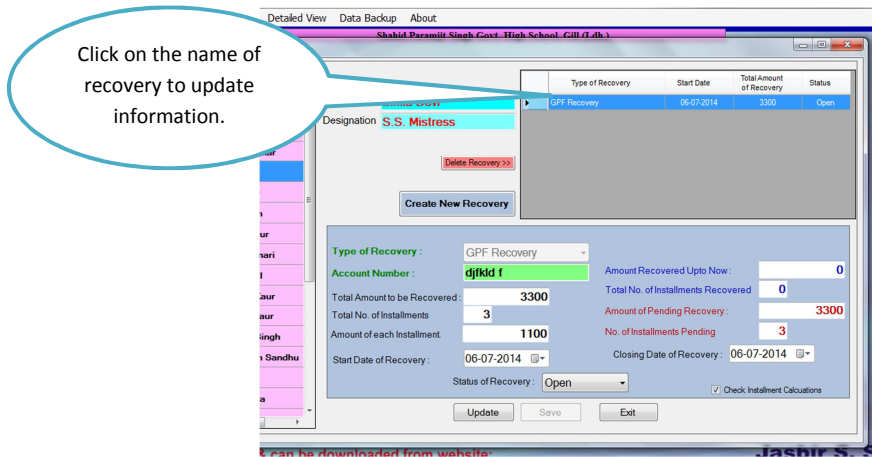 Detailed View Data Backup About
Shahid Paramjit Singh Govt. High School, Gill (Ldh.)
Click on the name of
recovery to update
information.
Type of Recovery Start Date Total Amount of Recovery Status
GPF Recovery 06-07-2014 3300 Open
Designation S.S. Mistress
Delete Recovery >>
Create New Recovery
ur
nari
l
Kaur
aur
Singh
n Sandhu
a
Type of Recovery : GPF Recovery
Account Number : djfkld f
Total Amount to be Recovered : 3300
Total No. of Installments 3
Amount of each Installment. 1100
Start Date of Recovery : 06-07-2014
Amount Recovered Upto Now : 0
Total No. of Installments Recovered 0
Amount of Pending Recovery : 3300
No. of Installments Pending 3
Closing Date of Recovery : 06-07-2014
Status of Recovery : Open
Check Installment Calcuations
Update Save Exit
& can be downloaded from website:
Jasbir S. S